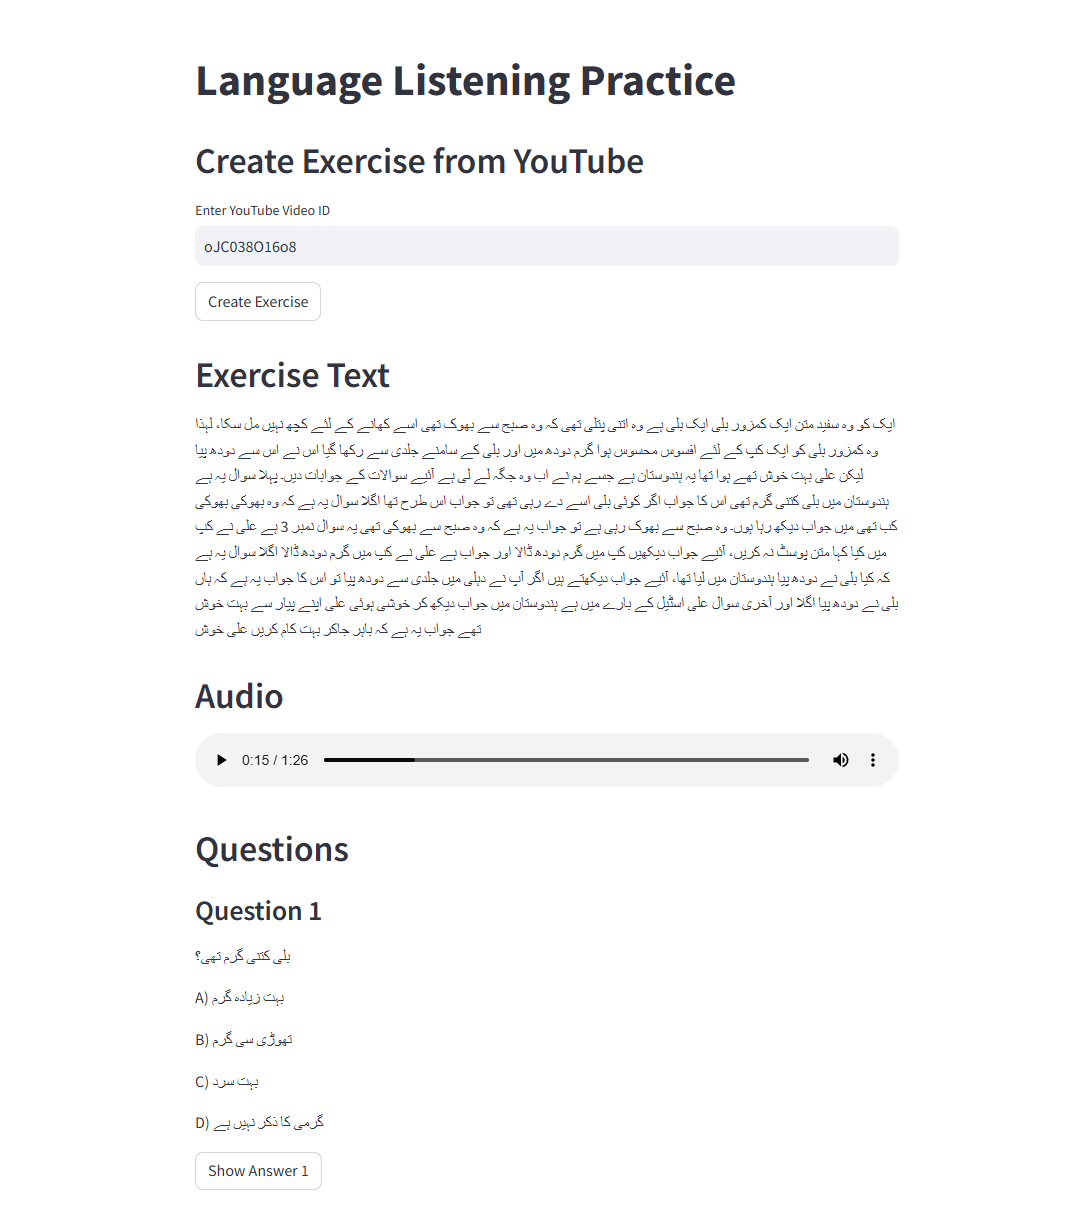 Language Listening Practice
Create Exercise from YouTube
Enter YouTube Video ID
oJC038O16o8
Create Exercise
Exercise Text
ایک کو وہ سفید متن ایک کمزور بلی ایک بلی ہے وہ اتنی پتلی تھی کہ وہ صبح سے بھوک تھی اسے کھانے کے لئے کچھ نہیں مل سکا، لہذا
وہ کمزور بلی کو ایک کپ کے لئے افسوس محسوس ہوا گرم دودھ میں اور بلی کے سامنے جلدی سے رکھا گیا اس نے اس سے دودھ پیا
لیکن علی بہت خوش تھے ہوا تھا یہ ہندوستان ہے جسے ہم نے اب وہ جگہ لے لی ہے آئیے سوالات کے جوابات دیں۔ پہلا سوال یہ ہے
ہندوستان میں بلی کتنی گرم تھی اس کا جواب اگر کوئی بلی اسے دے رہی تھی تو جواب اس طرح تھا اگلا سوال یہ ہے کہ وہ بھوکی بھوکی
کب تھی میں جواب دیکھ رہا ہوں۔ وہ صبح سے بھوک رہی ہے تو جواب یہ ہے کہ وہ صبح سے بھوکی تھی یہ سوال نمبر 3 ہے علی نے کپ
میں کیا کہا متن پوسٹ نہ کریں، آئیے جواب دیکھیں کپ میں گرم دودھ ڈالا اور جواب ہے علی نے کپ میں گرم دودھ ڈالا اگلا سوال یہ ہے
کہ کیا بلی نے دودھ پیا ہندوستان میں لیا تھا، آئیے جواب دیکھتے ہیں اگر آپ نے دہلی میں جلدی سے دودھ پیا تو اس کا جواب یہ ہے کہ ہاں
بلی نے دودھ پیا اگلا اور آخری سوال علی اسٹیل کے بارے میں ہے ہندوستان میں جواب دیکھ کر خوشی ہوئی علی اپنے پیار سے بہت خوش
تھے جواب یہ ہے کہ باہر جاکر بہت کام کریں علی خوش
Audio
0:15 / 1:26
Questions
Question 1
بلی کتنی گرم تھی؟
A) بہت زیادہ گرم
B) تھوڑی سی گرم
C) بہت سرد
D) گرمی کا ذکر نہیں ہے
Show Answer 1